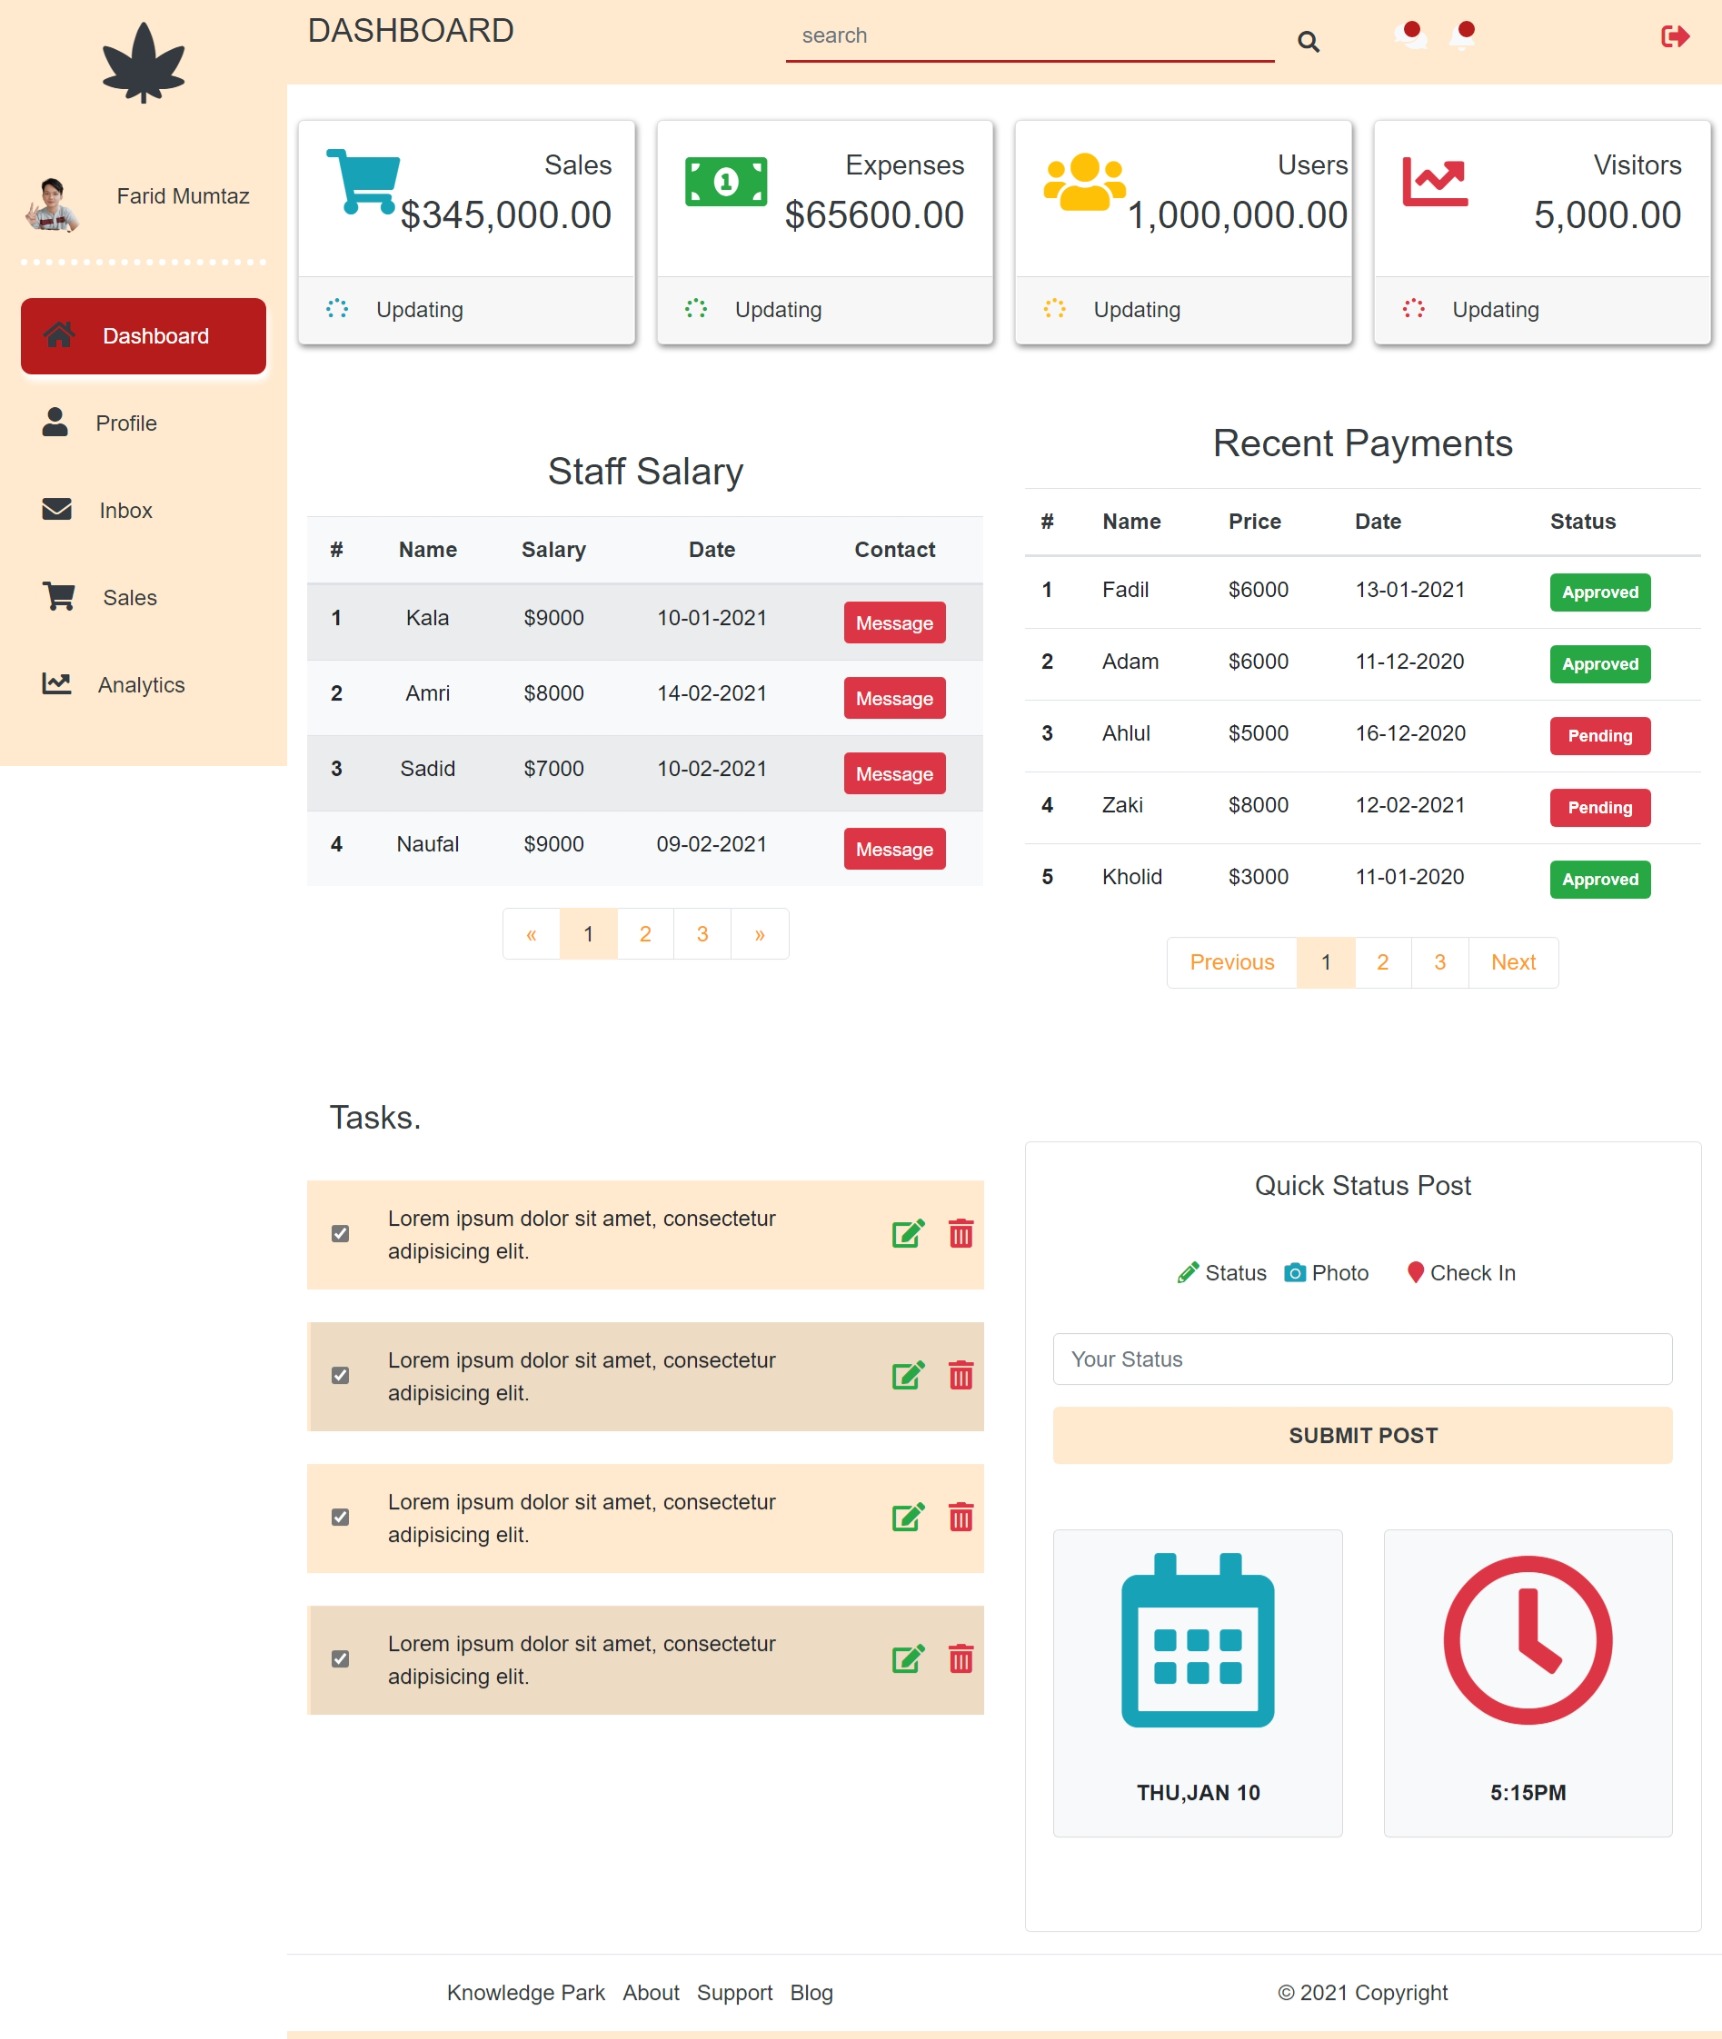 DASHBOARD
search
Farid Mumtaz
Dashboard
Profile
Inbox
Sales
Analytics
Sales
$345,000.00
Updating
Expenses
$65600.00
Updating
Users
1,000,000.00
Updating
Visitors
5,000.00
Updating
Staff Salary
# Name Salary Date Contact
1 Kala $9000 10-01-2021 Message
2 Amri $8000 14-02-2021 Message
3 Sadid $7000 10-02-2021 Message
4 Naufal $9000 09-02-2021 Message
« 1 2 3 »
Recent Payments
# Name Price Date Status
1 Fadil $6000 13-01-2021 Approved
2 Adam $6000 11-12-2020 Approved
3 Ahlul $5000 16-12-2020 Pending
4 Zaki $8000 12-02-2021 Pending
5 Kholid $3000 11-01-2020 Approved
Previous 1 2 3 Next
Tasks.
Lorem ipsum dolor sit amet, consectetur
adipisicing elit.
Lorem ipsum dolor sit amet, consectetur
adipisicing elit.
Lorem ipsum dolor sit amet, consectetur
adipisicing elit.
Lorem ipsum dolor sit amet, consectetur
adipisicing elit.
Quick Status Post
Status Photo Check In
Your Status
SUBMIT POST
THU,JAN 10
5:15PM
Knowledge Park About Support Blog
© 2021 Copyright